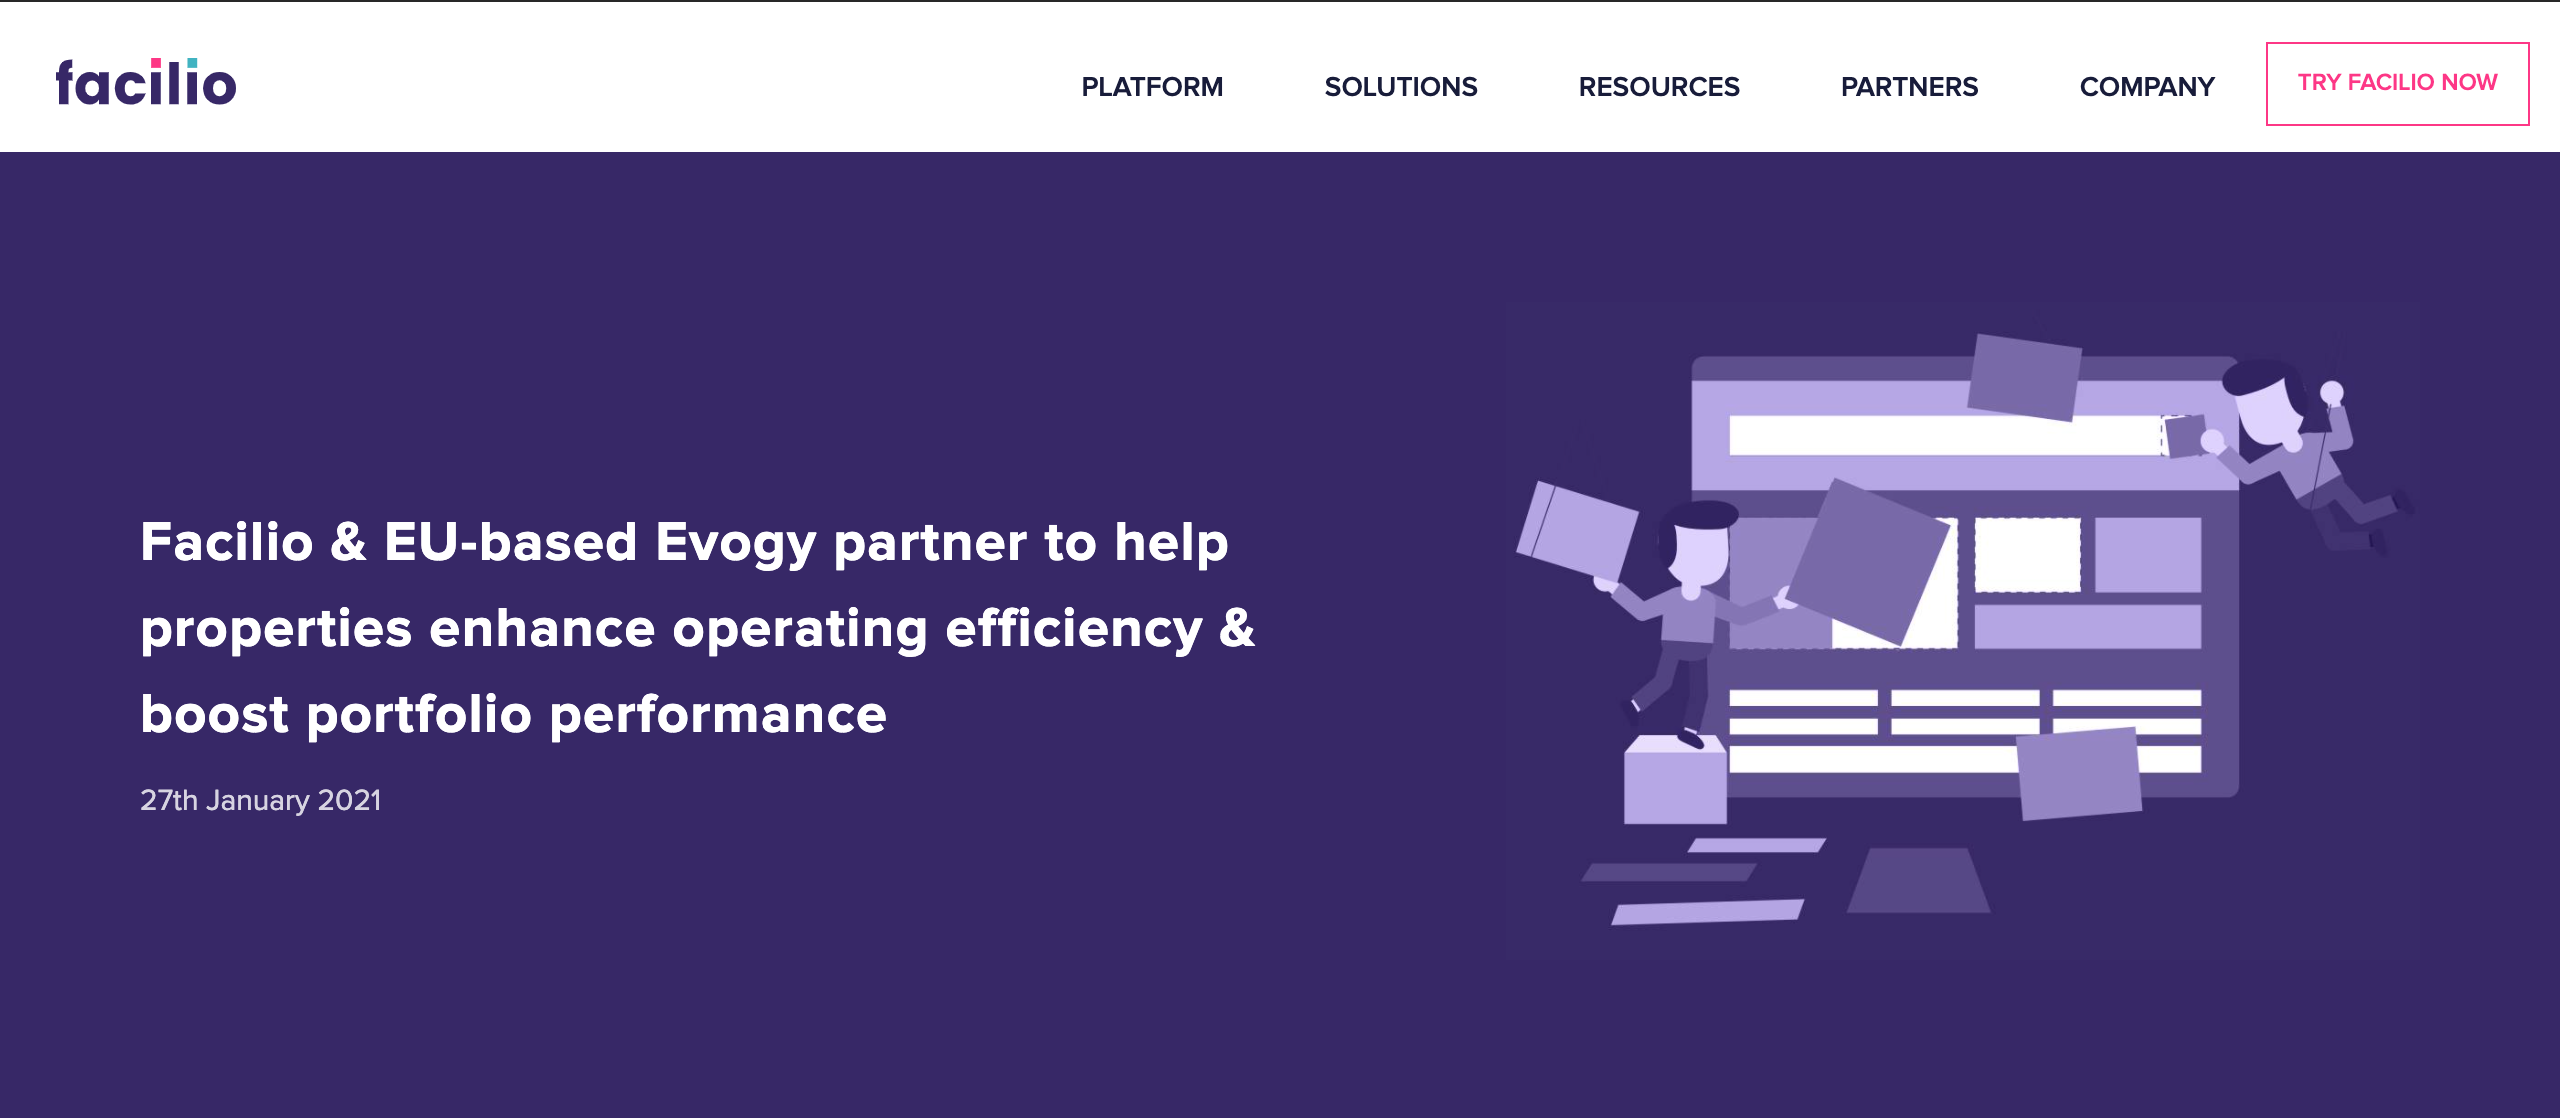 facilio
PLATFORM
SOLUTIONS
RESOURCES
PARTNERS
COMPANY
TRY FACILIO NOW
Facilio & EU-based Evogy partner to help
properties enhance operating efficiency &
boost portfolio performance
27th January 2021